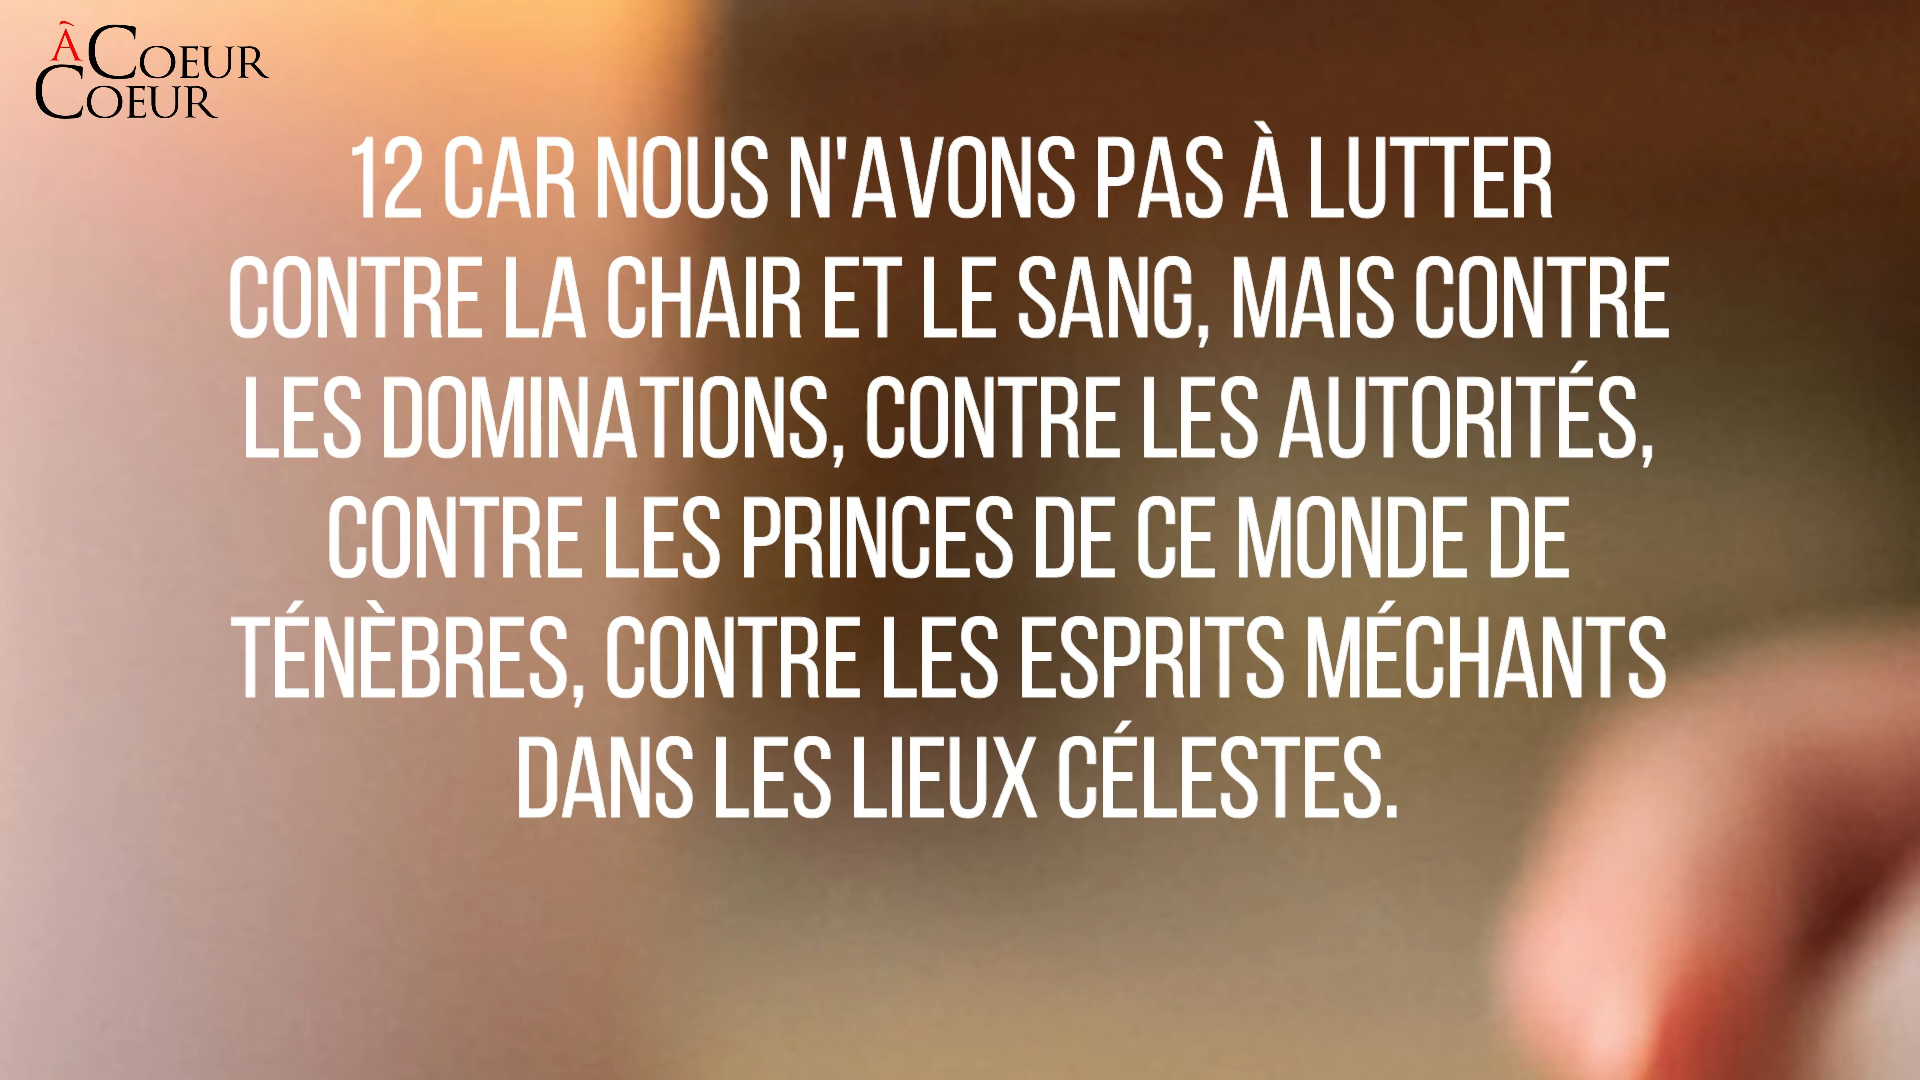 À COEUR
COEUR
12 CAR NOUS N'AVONS PAS À LUTTER
CONTRE LA CHAIR ET LE SANG, MAIS CONTRE
LES DOMINATIONS, CONTRE LES AUTORITÉS,
CONTRE LES PRINCES DE CE MONDE DE
TÉNÈBRES, CONTRE LES ESPRITS MÉCHANTS
DANS LES LIEUX CÉLESTES.